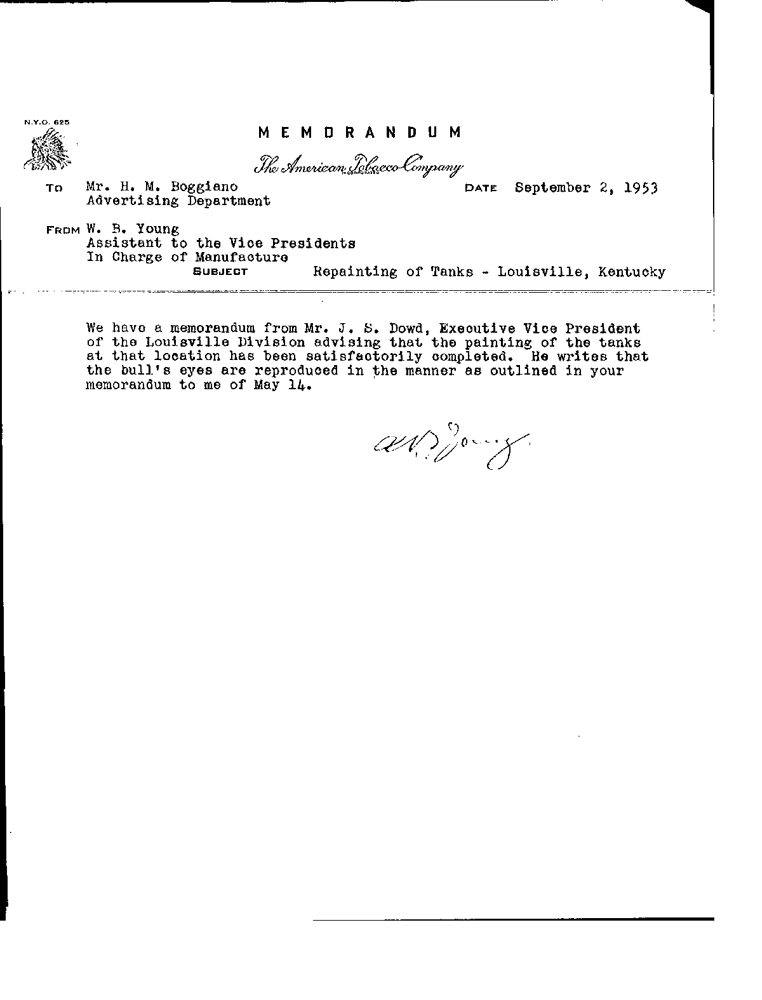 N.Y.O. 625
MEMORANDUM
The American Tobacco Company
TO Mr. H. M. Boggiano DATE September 2, 1953
Advertising Department
FROM W. B. Young
Assistant to the Vice Presidents
In Charge of Manufacture
SUBJECT Repainting of Tanks - Louisville, Kentucky
We have a memorandum from Mr. J. S. Dowd, Executive Vice President
of the Louisville Division advising that the painting of the tanks
at that location has been satisfactorily completed. He writes that
the bull's eyes are reproduced in the manner as outlined in your
memorandum to me of May 14.
W.B. Young.